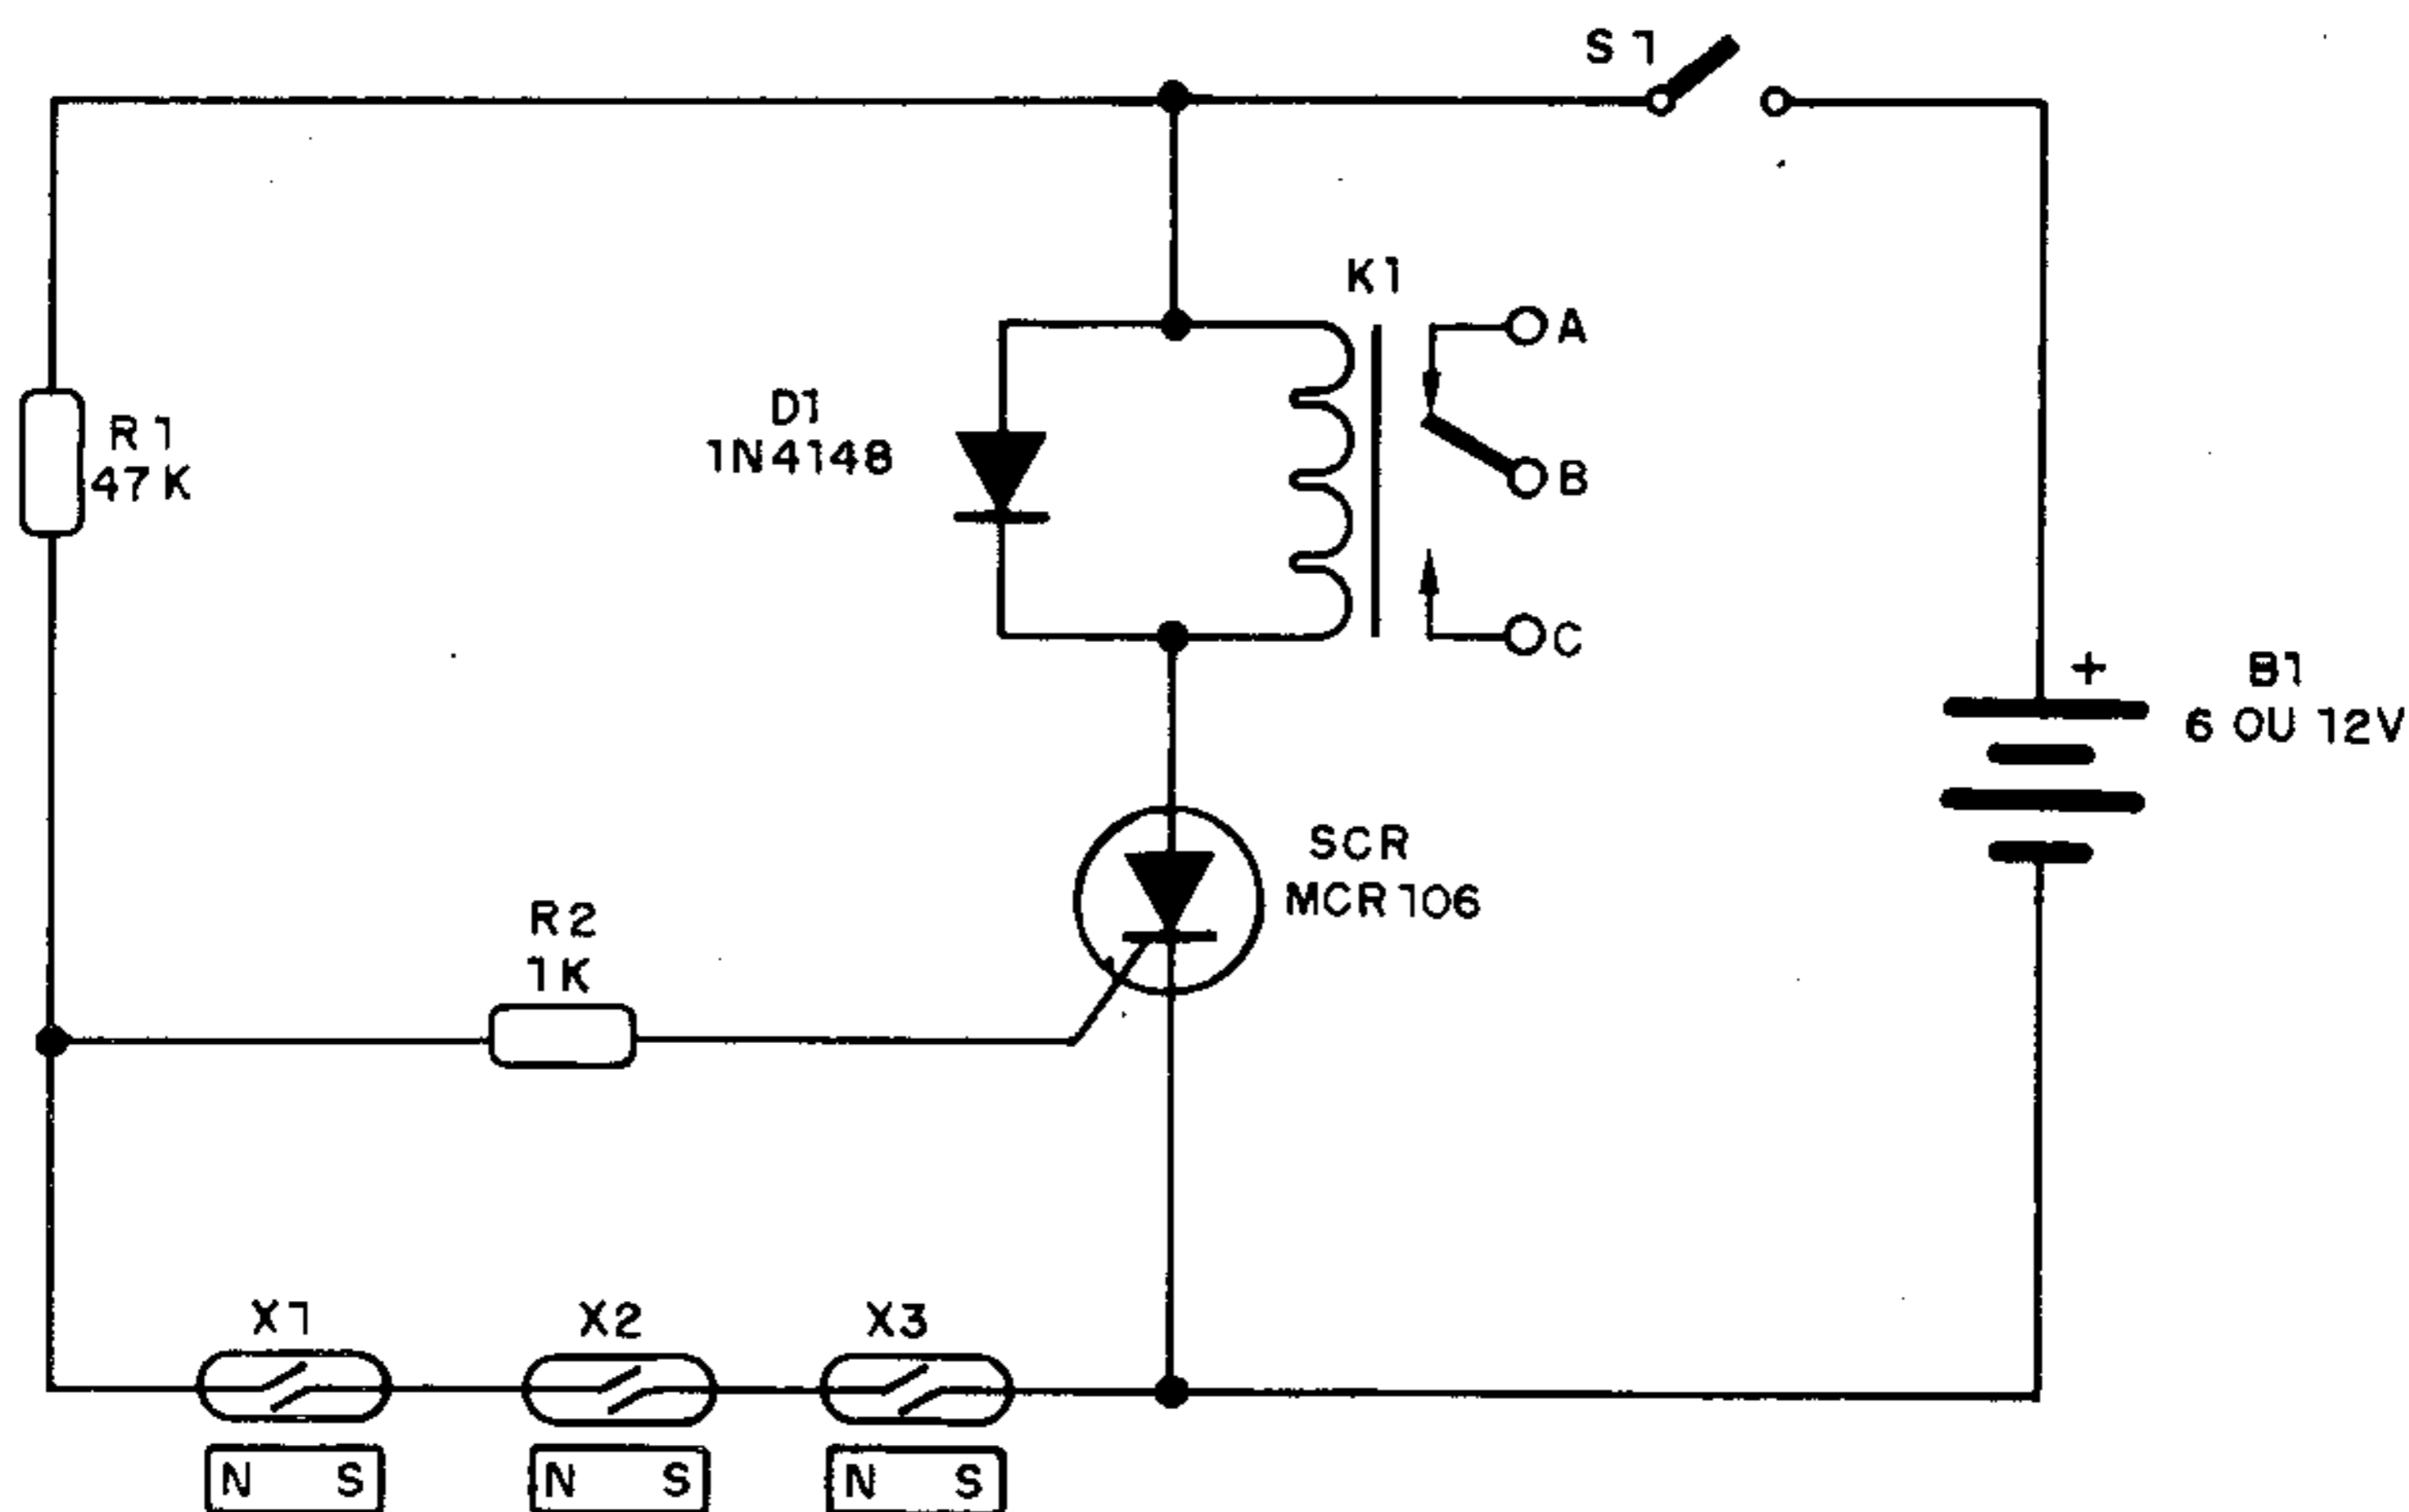 S1
K1
A
D1
1N4148
R1
47K
B
C
+
B1
6 OU 12V
SCR
MCR106
R2
1K
X1
X2
X3
N S
N S
N S